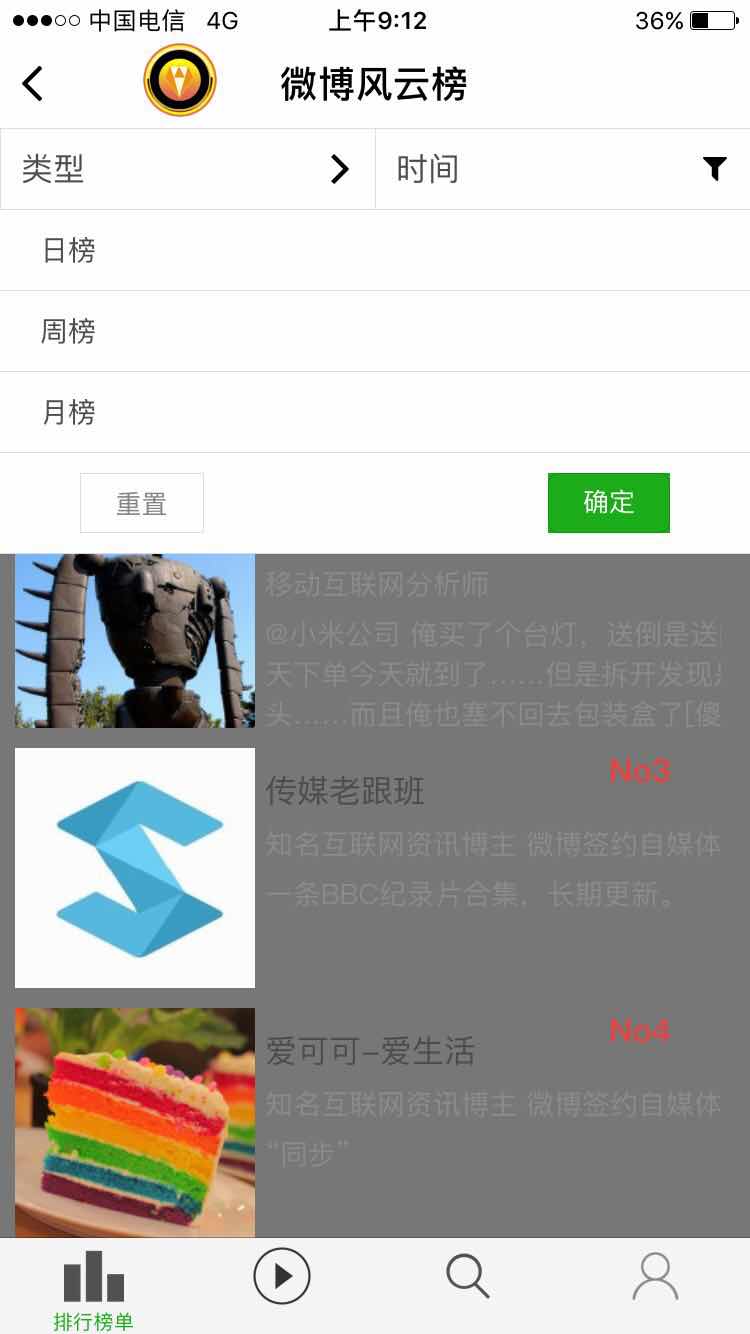 中国电信 4G 上午9:12 36%
微博风云榜
类型 时间
日榜
周榜
月榜
重置 确定
移动互联网分析师
@小米公司 俺买了个台灯，送倒是送
天下单今天就到了……但是拆开发现
头……而且俺也塞不回去包装盒了[傻
No3
传媒老跟班
知名互联网资讯博主 微博签约自媒体
一条BBC纪录片合集，长期更新。
No4
爱可可-爱生活
知名互联网资讯博主 微博签约自媒体
“同步”
排行榜单